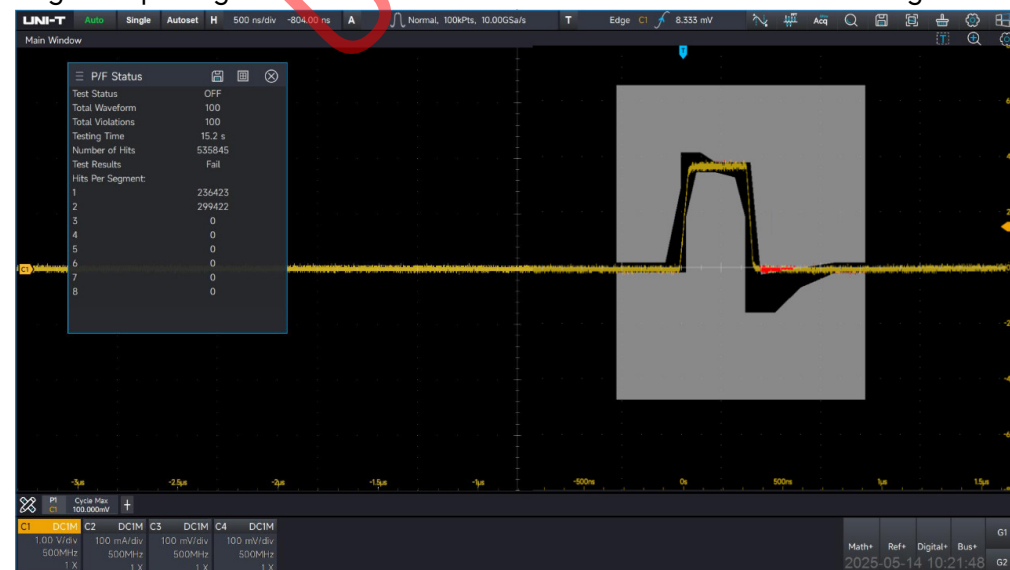 UNI-T Auto Single Autoset H 500 ns/div -804.00 ns A Normal, 100kPts, 10.00GSa/s T Edge C1 8.333 mV Acq
Main Window
T
P/F Status
Test Status OFF
Total Waveform 100
Total Violations 100
Testing Time 15.2 s
Number of Hits 535845
Test Results Fail
Hits Per Segment:
1 236423
2 299422
3 0
4 0
5 0
6 0
7 0
8 0
C1
-3µs -2.5µs -2µs -1.5µs -1µs -500ns 0s 500ns 1µs 1.5µs
P1 Cycle Max
C1 100.000mV
C1 DC1M C2 DC1M C3 DC1M C4 DC1M
1.00 V/div 100 mA/div 100 mV/div 100 mV/div
500MHz 500MHz 500MHz 500MHz
1 X 1 X 1 X 1 X
Math+ Ref+ Digital+ Bus+
G1
G2
2025-05-14 10:21:48